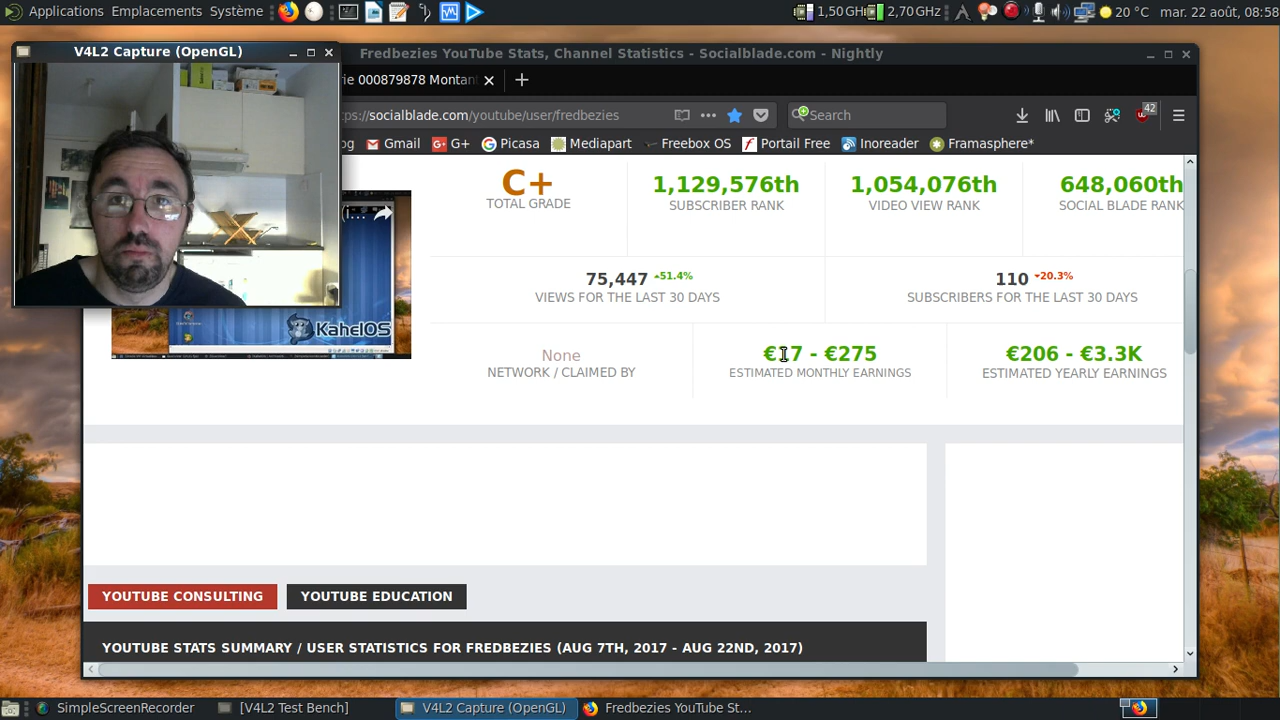 Applications Emplacements Système 1,50 GHz 2,70 GHz 20 °C mar. 22 août, 08:58
V4L2 Capture (OpenGL)
Fredbezies YouTube Stats, Channel Statistics - Socialblade.com - Nightly
ie 000879878 Montant
socialblade.com/youtube/user/fredbezies Search 42
og Gmail G+ Picasa Mediapart Freebox OS Portail Free Inoreader Framasphere*
C+ 1,129,576th 1,054,076th 648,060th
TOTAL GRADE SUBSCRIBER RANK VIDEO VIEW RANK SOCIAL BLADE RANK
(i...
75,447 51.4% 110 20.3%
VIEWS FOR THE LAST 30 DAYS SUBSCRIBERS FOR THE LAST 30 DAYS
KahelOS
None €17 - €275 €206 - €3.3K
NETWORK / CLAIMED BY ESTIMATED MONTHLY EARNINGS ESTIMATED YEARLY EARNINGS
YOUTUBE CONSULTING YOUTUBE EDUCATION
YOUTUBE STATS SUMMARY / USER STATISTICS FOR FREDBEZIES (AUG 7TH, 2017 - AUG 22ND, 2017)
SimpleScreenRecorder [V4L2 Test Bench] V4L2 Capture (OpenGL) Fredbezies YouTube St...